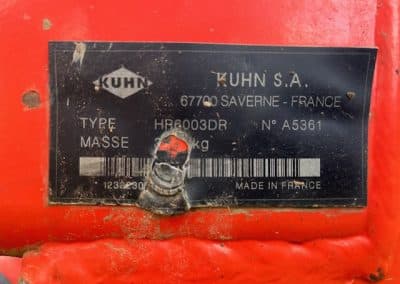 KUHN
KUHN S.A.
67700 SAVERNE - FRANCE
TYPE HR6003DR N° A5361
MASSE kg
MADE IN FRANCE